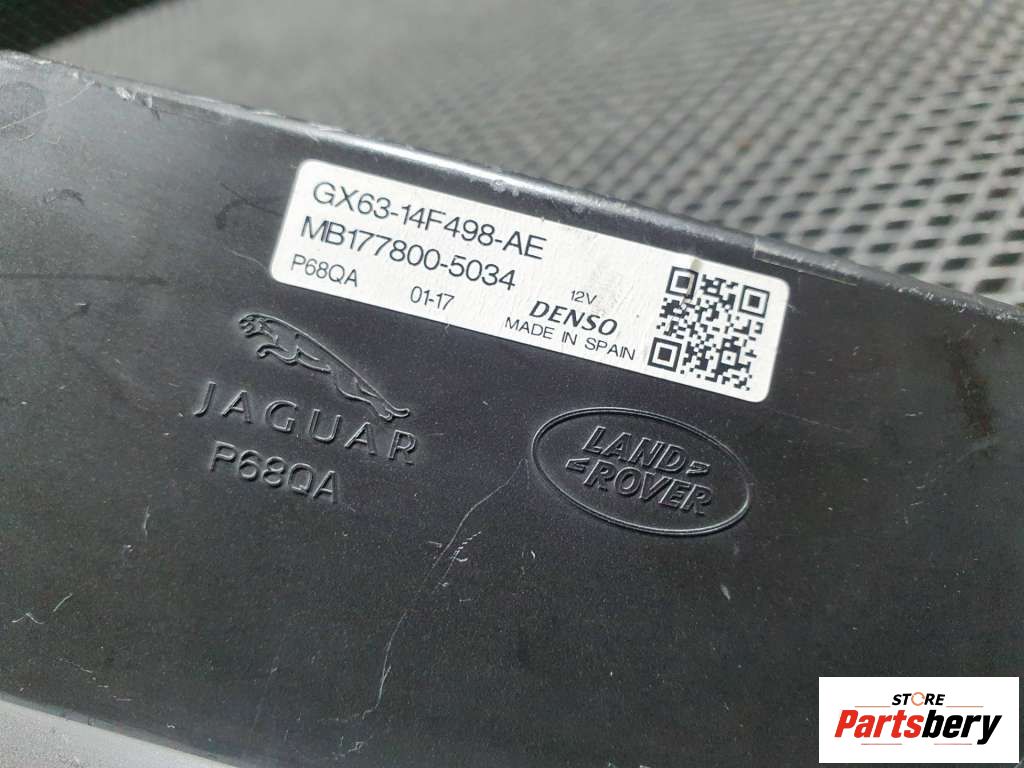 GX63-14F498-AE
MB177800-5034
P68QA 01-17 12V
DENSO
MADE IN SPAIN
JAGUAR
P68QA
LAND
ROVER
STORE
Partsbery